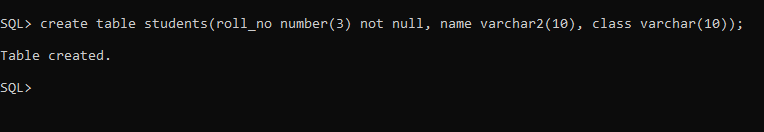 SQL> create table students(roll_no number(3) not null, name varchar2(10), class varchar(10));
Table created.
SQL>